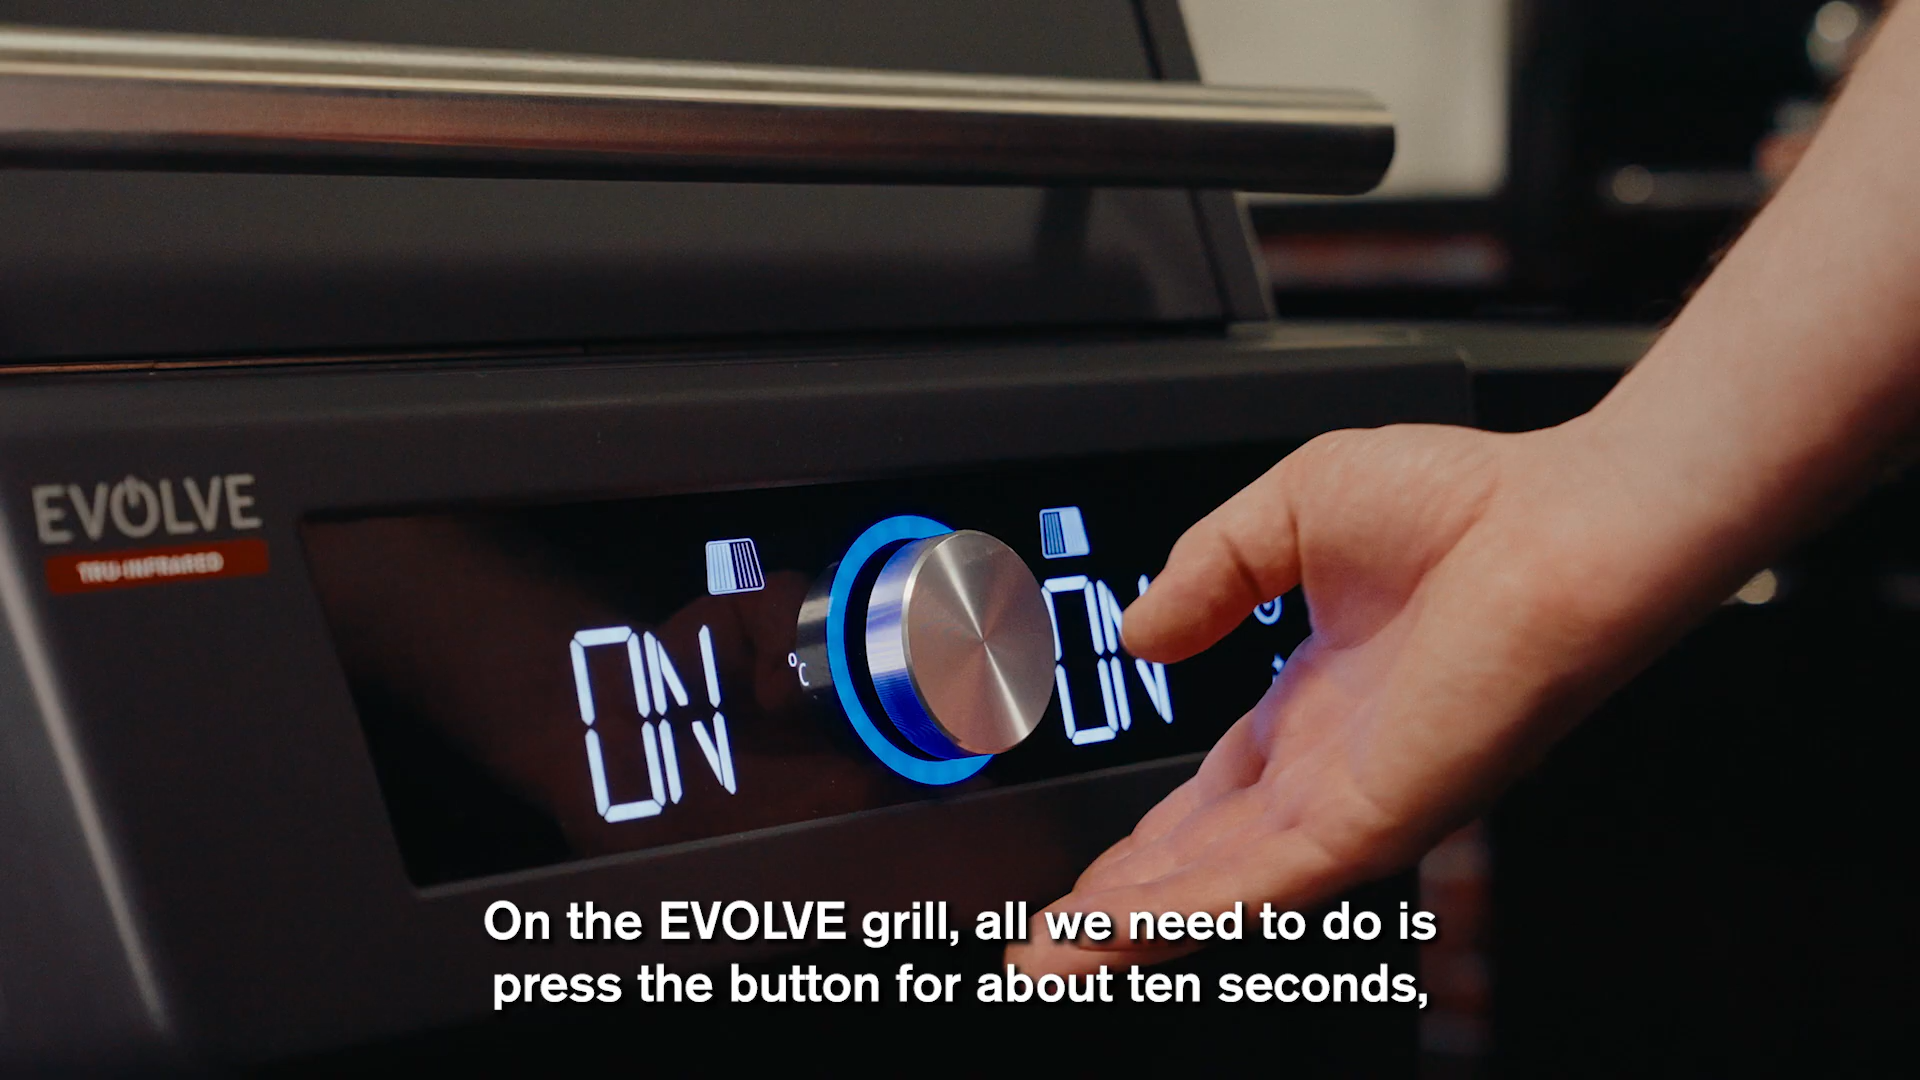 EVOLVE
TRU-INFRARED
ON
°C
ON
On the EVOLVE grill, all we need to do is
press the button for about ten seconds,